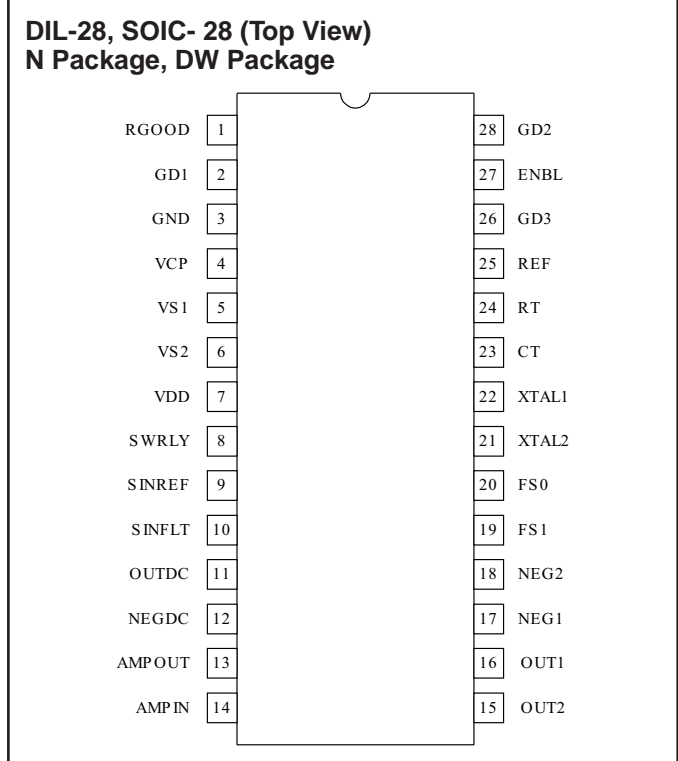 DIL-28, SOIC- 28 (Top View)
N Package, DW Package
RGOOD 1 28 GD2
GD1 2 27 ENBL
GND 3 26 GD3
VCP 4 25 REF
VS1 5 24 RT
VS2 6 23 CT
VDD 7 22 XTAL1
SWRLY 8 21 XTAL2
SINREF 9 20 FS0
SINFLT 10 19 FS1
OUTDC 11 18 NEG2
NEGDC 12 17 NEG1
AMPOUT 13 16 OUT1
AMPIN 14 15 OUT2